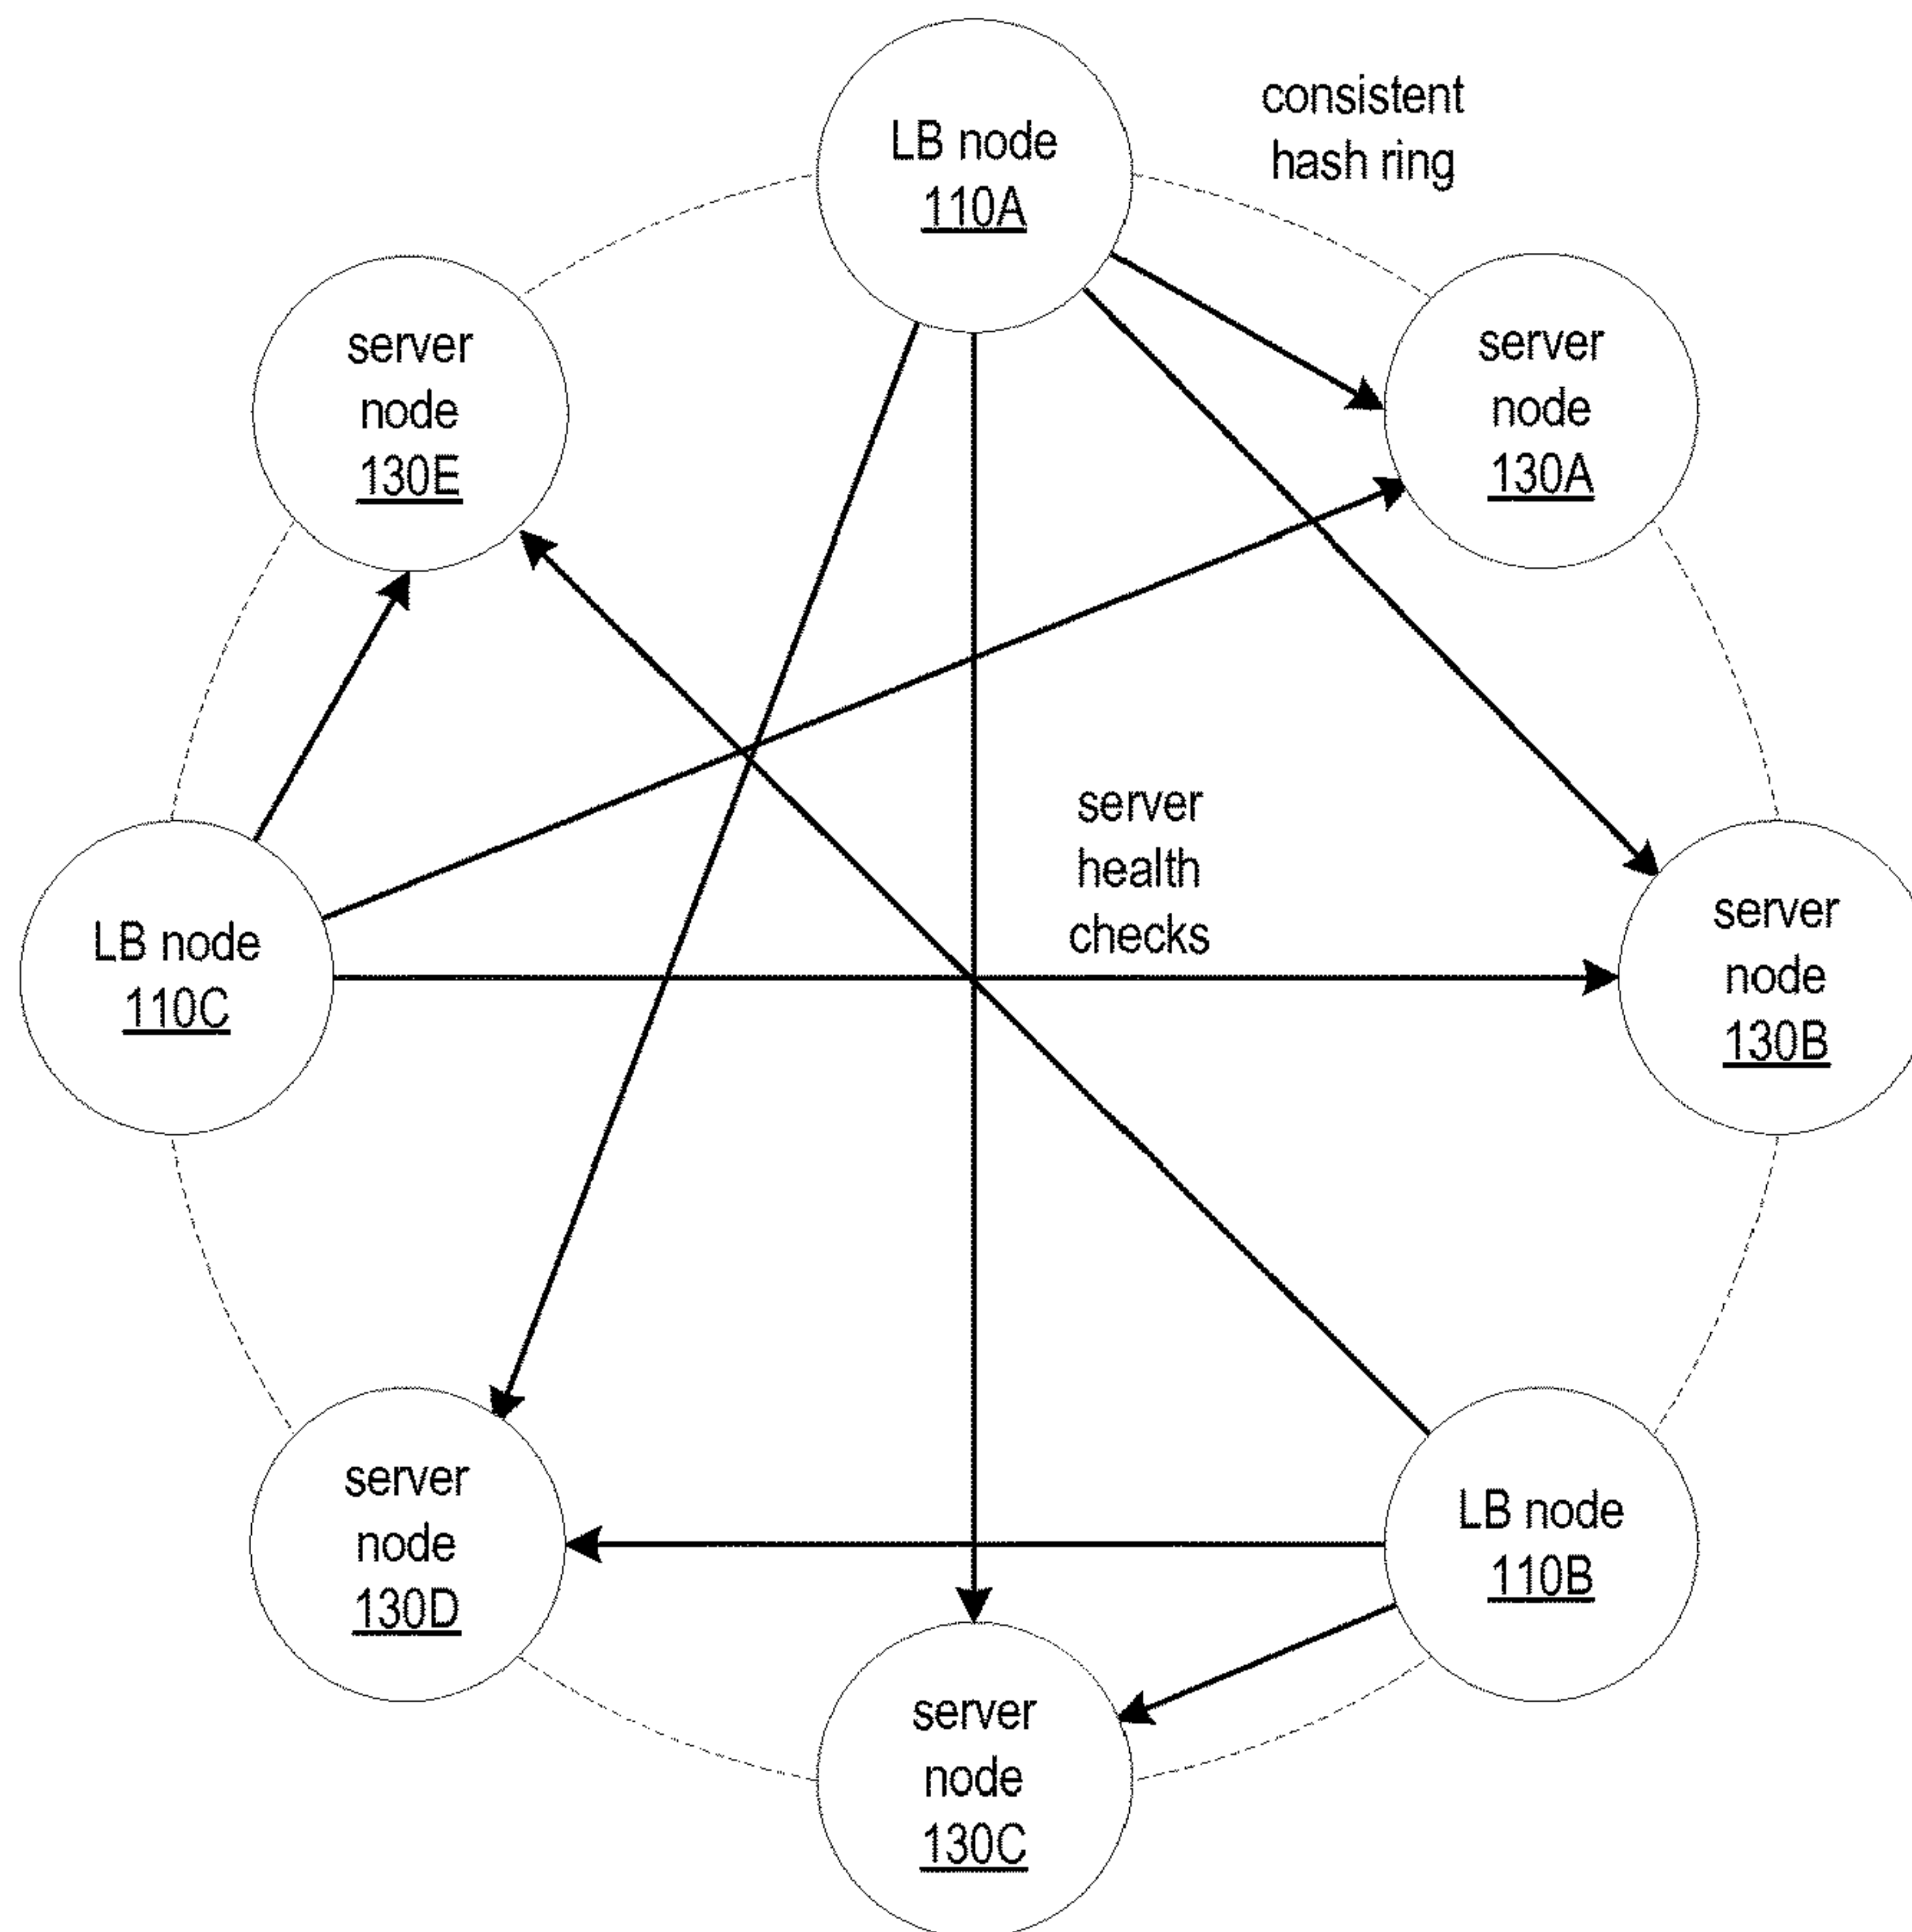 LB node
110A
consistent
hash ring
server
node
130E
server
node
130A
server
health
checks
LB node
110C
server
node
130B
server
node
130D
LB node
110B
server
node
130C